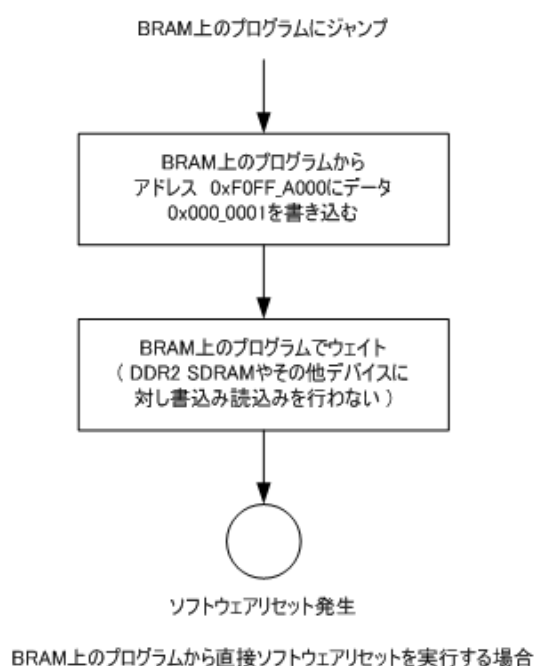 BRAM上のプログラムにジャンプ
BRAM上のプログラムから
アドレス 0xF0FF_A000にデータ
0x000_0001を書き込む
BRAM上のプログラムでウェイト
( DDR2 SDRAMやその他デバイスに
対し書込み読込みを行わない )
ソフトウェアリセット発生
BRAM上のプログラムから直接ソフトウェアリセットを実行する場合